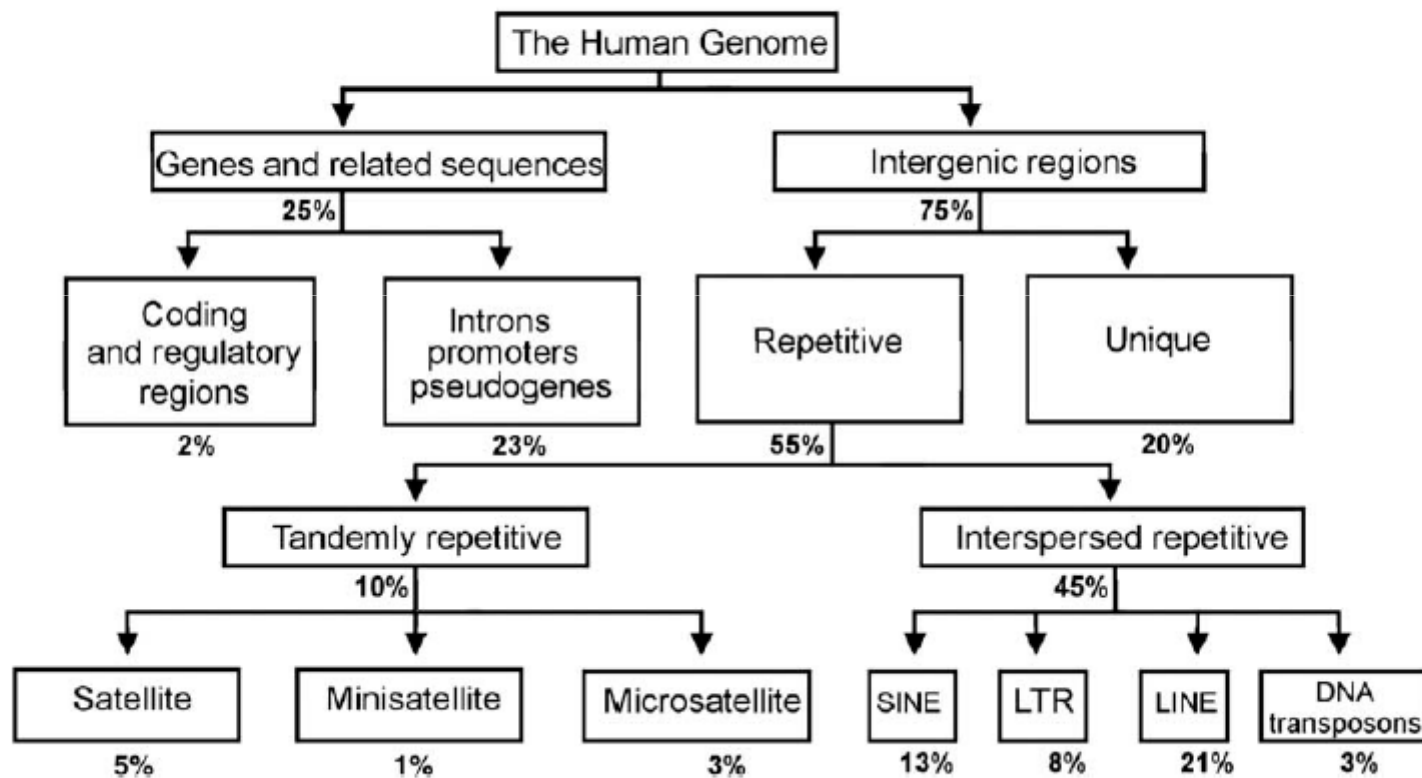 The Human Genome
Genes and related sequences
Intergenic regions
25%
75%
Coding
and regulatory
regions
Introns
promoters
pseudogenes
Repetitive
Unique
2%
23%
55%
20%
Tandemly repetitive
Interspersed repetitive
10%
45%
Satellite
Minisatellite
Microsatellite
SINE
LTR
LINE
DNA
transposons
5%
1%
3%
13%
8%
21%
3%